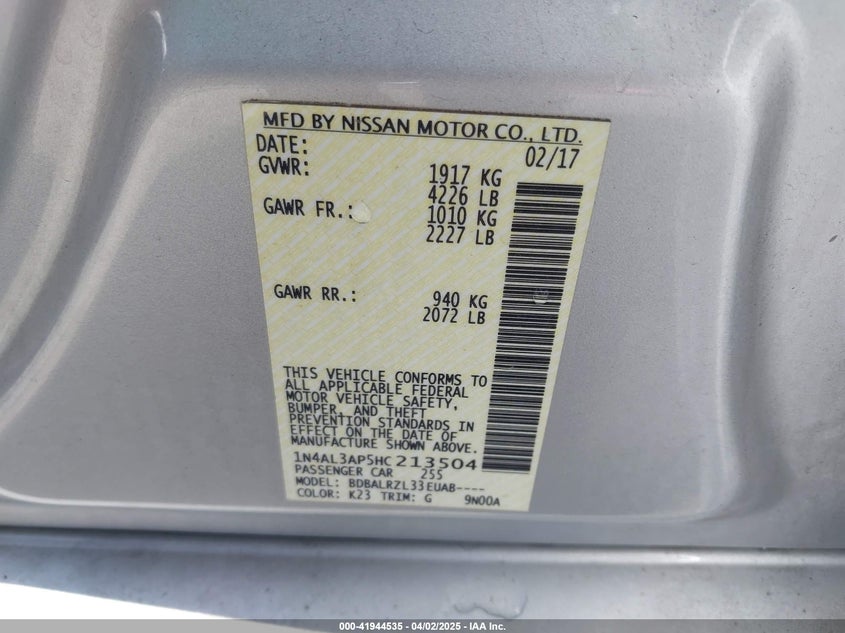 MFD BY NISSAN MOTOR CO., LTD.
DATE: 02/17
GVWR: 1917 KG
4226 LB
GAWR FR.: 1010 KG
2227 LB
GAWR RR.: 940 KG
2072 LB
THIS VEHICLE CONFORMS TO
ALL APPLICABLE FEDERAL
MOTOR VEHICLE SAFETY,
BUMPER, AND THEFT
PREVENTION STANDARDS IN
EFFECT ON THE DATE OF
MANUFACTURE SHOWN ABOVE.
1N4AL3AP5HC213504
PASSENGER CAR 255
MODEL: BDBALRZL33EUAB----
COLOR: K23 TRIM: G 9N00A
000-41944535 - 04/02/2025 - IAA Inc.